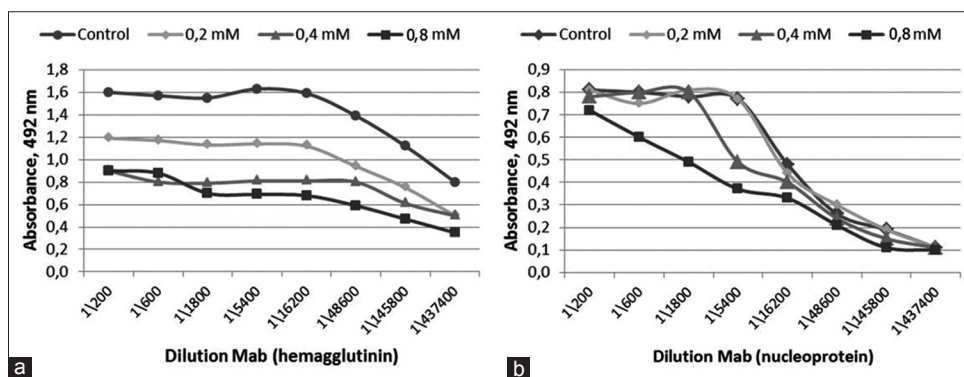 Control 0,2 mM 0,4 mM 0,8 mM
Absorbance, 492 nm
1,8
1,6
1,4
1,2
1,0
0,8
0,6
0,4
0,2
0,0
1\200 1\600 1\1800 1\5400 1\16200 1\48600 1\145800 1\437400
Dilution Mab (hemagglutinin)
a
Control 0,2 mM 0,4 mM 0,8 mM
Absorbance, 492 nm
0,9
0,8
0,7
0,6
0,5
0,4
0,3
0,2
0,1
0,0
1\200 1\600 1\1800 1\5400 1\16200 1\48600 1\145800 1\437400
Dilution Mab (nucleoprotein)
b